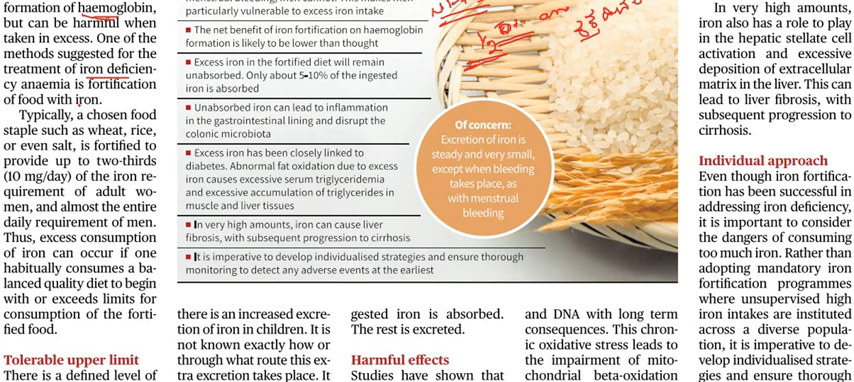 formation of haemoglobin,
but can be harmful when
taken in excess. One of the
methods suggested for the
treatment of iron deficien-
cy anaemia is fortification
of food with iron.
Typically, a chosen food
staple such as wheat, rice,
or even salt, is fortified to
provide up to two-thirds
(10 mg/day) of the iron re-
quirement of adult wo-
men, and almost the entire
daily requirement of men.
Thus, excess consumption
of iron can occur if one
habitually consumes a ba-
lanced quality diet to begin
with or exceeds limits for
consumption of the forti-
fied food.
Tolerable upper limit
There is a defined level of
particularly vulnerable to excess iron intake
The net benefit of iron fortification on haemoglobin
formation is likely to be lower than thought
Excess iron in the fortified diet will remain
unabsorbed. Only about 5-10% of the ingested
iron is absorbed
Unabsorbed iron can lead to inflammation
in the gastrointestinal lining and disrupt the
colonic microbiota
Excess iron has been closely linked to
diabetes. Abnormal fat oxidation due to excess
iron causes excessive serum triglyceridemia
and excessive accumulation of triglycerides in
muscle and liver tissues
In very high amounts, iron can cause liver
fibrosis, with subsequent progression to cirrhosis
It is imperative to develop individualised strategies and ensure thorough
monitoring to detect any adverse events at the earliest
Of concern:
Excretion of iron is
steady and very small,
except when bleeding
takes place, as
with menstrual
bleeding
there is an increased excre-
tion of iron in children. It is
not known exactly how or
through what route this ex-
tra excretion takes place. It
gested iron is absorbed.
The rest is excreted.
Harmful effects
Studies have shown that
and DNA with long term
consequences. This chron-
ic oxidative stress leads to
the impairment of mito-
chondrial beta-oxidation
In very high amounts,
iron also has a role to play
in the hepatic stellate cell
activation and excessive
deposition of extracellular
matrix in the liver. This can
lead to liver fibrosis, with
subsequent progression to
cirrhosis.
Individual approach
Even though iron fortifica-
tion has been successful in
addressing iron deficiency,
it is important to consider
the dangers of consuming
too much iron. Rather than
adopting mandatory iron
fortification programmes
where unsupervised high
iron intakes are instituted
across a diverse popula-
tion, it is imperative to de-
velop individualised strate-
gies and ensure thorough